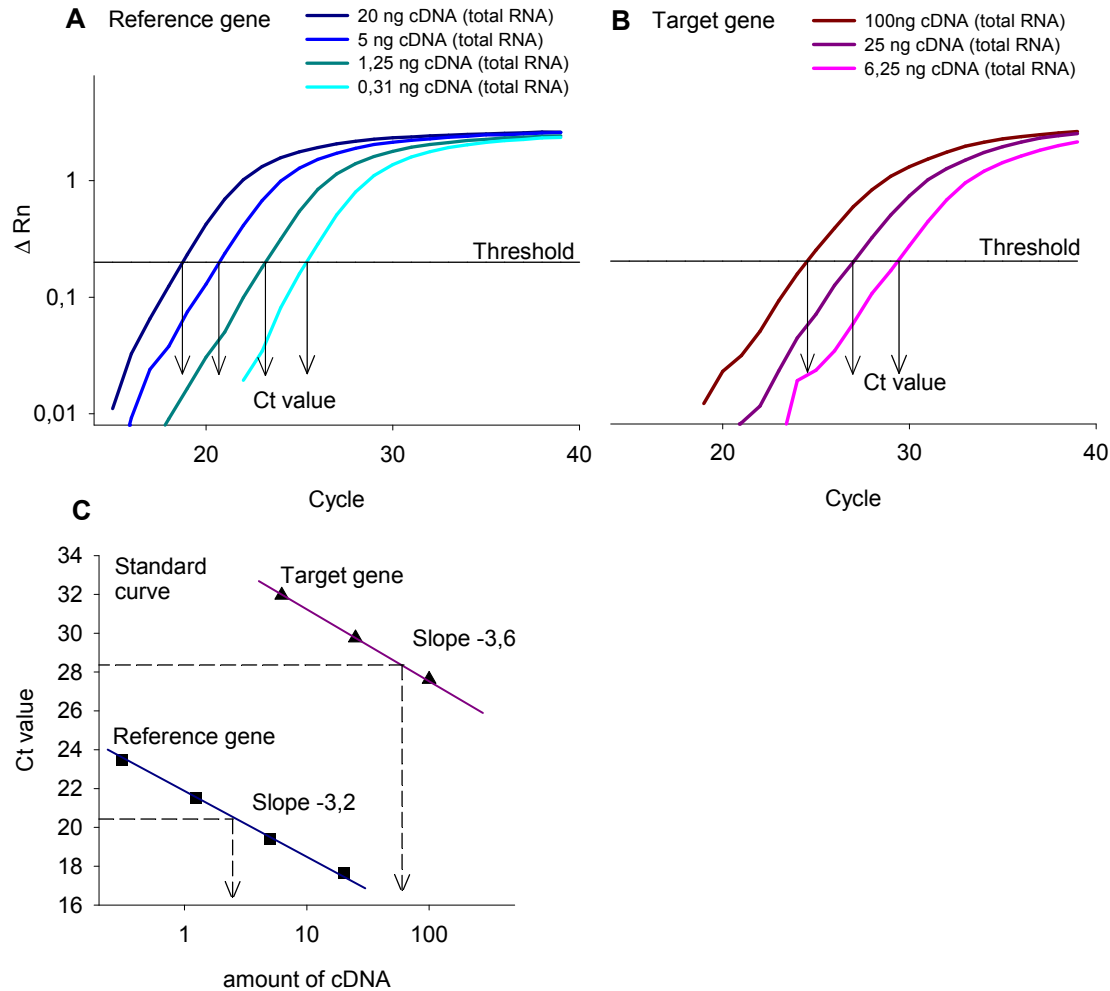 A Reference gene
20 ng cDNA (total RNA)
5 ng cDNA (total RNA)
1,25 ng cDNA (total RNA)
0,31 ng cDNA (total RNA)
Δ Rn
1
0,1
0,01
Threshold
Ct value
20 30 40
Cycle
B Target gene
100ng cDNA (total RNA)
25 ng cDNA (total RNA)
6,25 ng cDNA (total RNA)
Threshold
Ct value
20 30 40
Cycle
C
Standard
curve
Target gene
Slope -3,6
Reference gene
Slope -3,2
Ct value
34
32
30
28
26
24
22
20
18
16
1 10 100
amount of cDNA